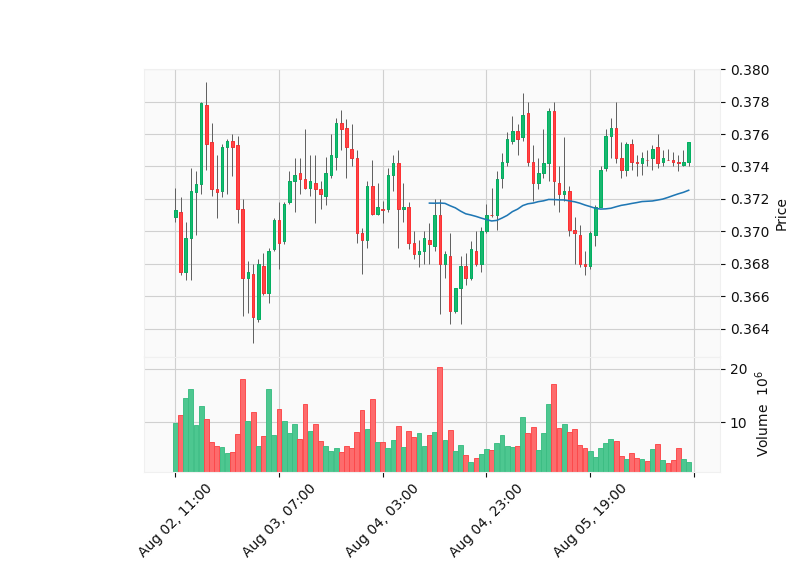 0.380
0.378
0.376
0.374
0.372
0.370
0.368
0.366
0.364
Price
20
10
Volume 10⁶
Aug 02, 11:00
Aug 03, 07:00
Aug 04, 03:00
Aug 04, 23:00
Aug 05, 19:00